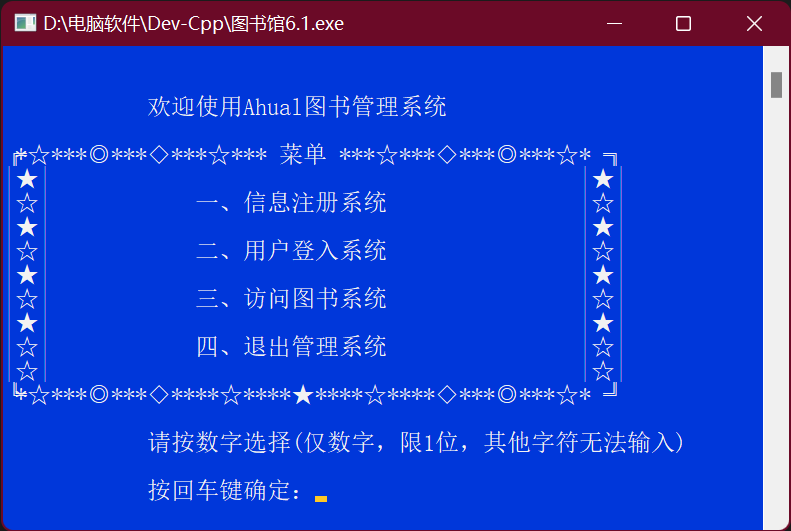 D:\电脑软件\Dev-Cpp\图书馆6.1.exe
欢迎使用Ahual图书管理系统
╔*☆***◎***◇***☆*** 菜单 ***☆***◇***◎***☆* ╗
│★│ │★│
│☆│ 一、信息注册系统 │☆│
│★│ │★│
│☆│ 二、用户登入系统 │☆│
│★│ │★│
│☆│ 三、访问图书系统 │☆│
│★│ │★│
│☆│ 四、退出管理系统 │☆│
│☆│ │☆│
╚*☆***◎***◇****☆****★****☆****◇***◎***☆* ╝
请按数字选择(仅数字，限1位，其他字符无法输入)
按回车键确定：